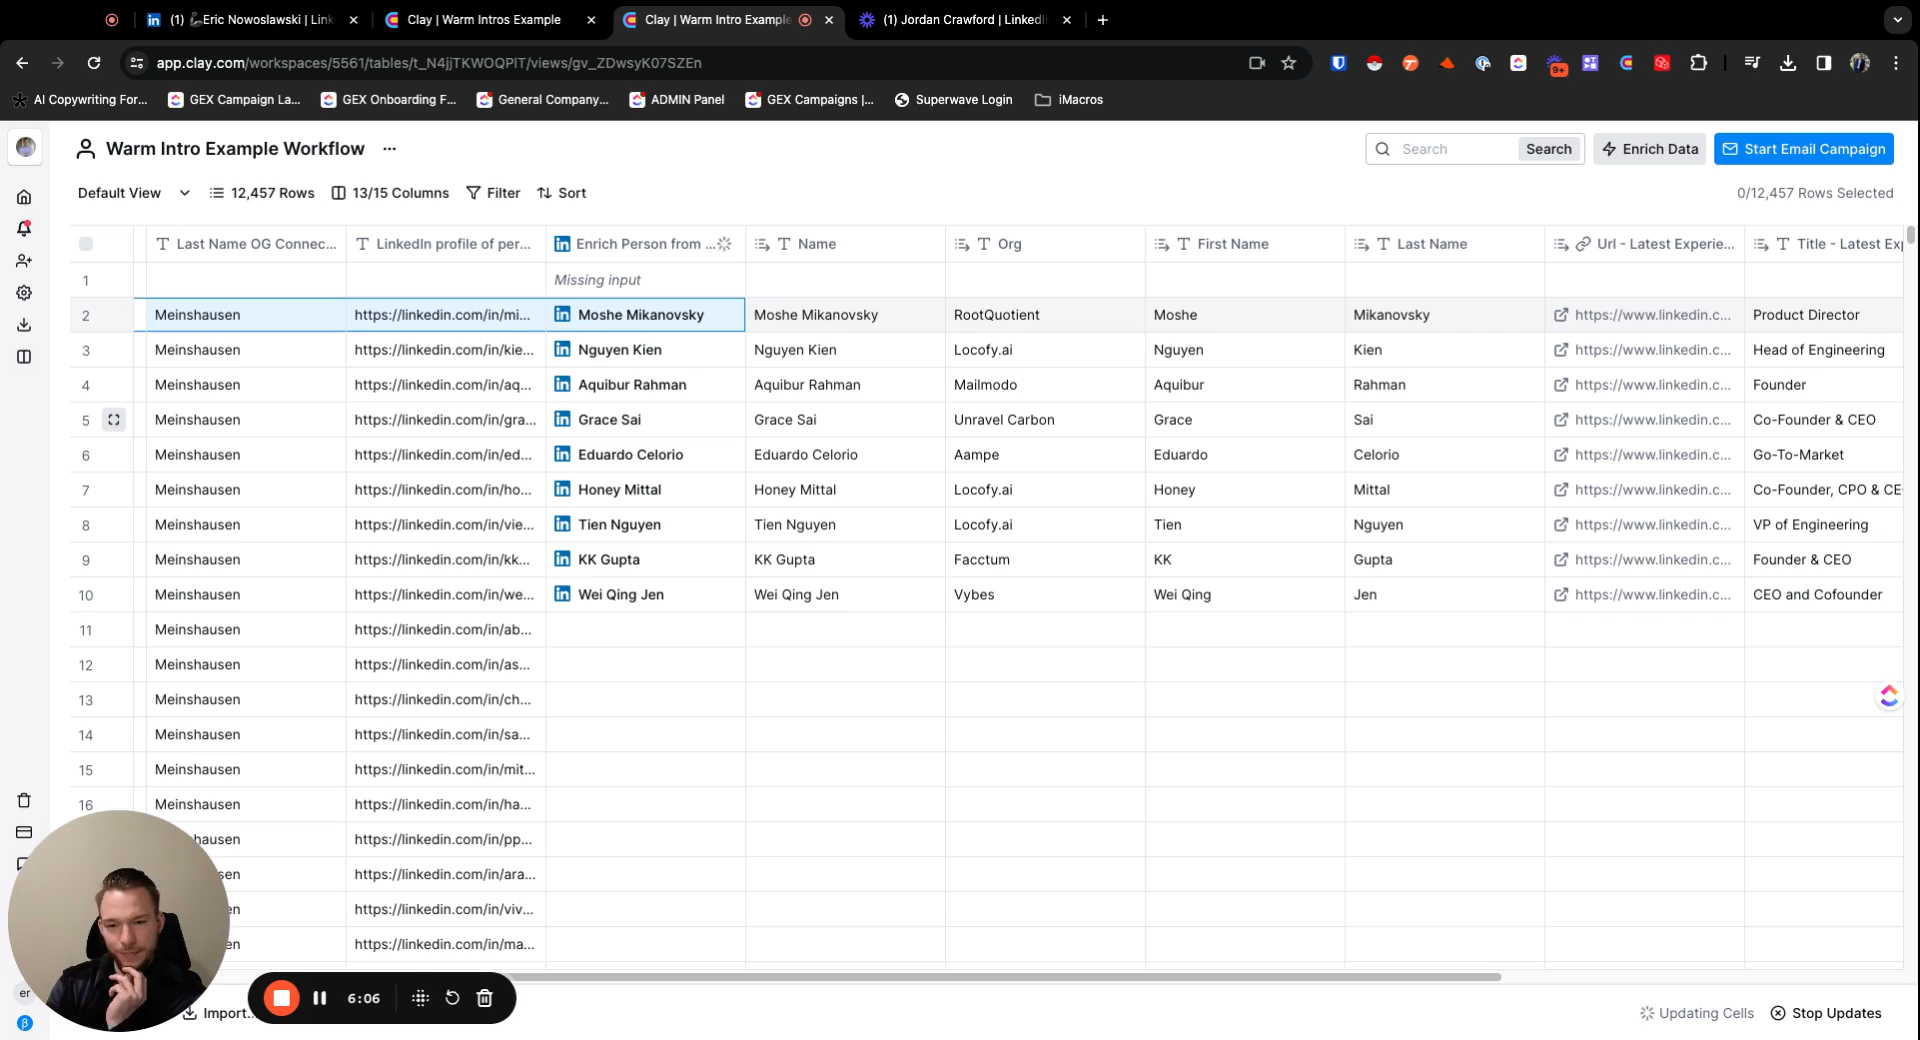 (1) Eric Nowoslawski | Link
Clay | Warm Intros Example
Clay | Warm Intro Example
(1) Jordan Crawford | LinkedIn
app.clay.com/workspaces/5561/tables/t_N4jjTKWOQPIT/views/gv_ZDwsyK07SZEn
9+
AI Copywriting For...
GEX Campaign La...
GEX Onboarding F...
General Company...
ADMIN Panel
GEX Campaigns |...
Superwave Login
iMacros
Warm Intro Example Workflow ...
Search Search
Enrich Data
Start Email Campaign
Default View
12,457 Rows
13/15 Columns
Filter
Sort
0/12,457 Rows Selected
Last Name OG Connec... LinkedIn profile of per... Enrich Person from ... Name Org First Name Last Name Url - Latest Experie... Title - Latest Exp
1 Missing input
2 Meinshausen https://linkedin.com/in/mi... Moshe Mikanovsky Moshe Mikanovsky RootQuotient Moshe Mikanovsky https://www.linkedin.c... Product Director
3 Meinshausen https://linkedin.com/in/kie... Nguyen Kien Nguyen Kien Locofy.ai Nguyen Kien https://www.linkedin.c... Head of Engineering
4 Meinshausen https://linkedin.com/in/aq... Aquibur Rahman Aquibur Rahman Mailmodo Aquibur Rahman https://www.linkedin.c... Founder
5 Meinshausen https://linkedin.com/in/gra... Grace Sai Grace Sai Unravel Carbon Grace Sai https://www.linkedin.c... Co-Founder & CEO
6 Meinshausen https://linkedin.com/in/ed... Eduardo Celorio Eduardo Celorio Aampe Eduardo Celorio https://www.linkedin.c... Go-To-Market
7 Meinshausen https://linkedin.com/in/ho... Honey Mittal Honey Mittal Locofy.ai Honey Mittal https://www.linkedin.c... Co-Founder, CPO & CE
8 Meinshausen https://linkedin.com/in/vie... Tien Nguyen Tien Nguyen Locofy.ai Tien Nguyen https://www.linkedin.c... VP of Engineering
9 Meinshausen https://linkedin.com/in/kk... KK Gupta KK Gupta Facctum KK Gupta https://www.linkedin.c... Founder & CEO
10 Meinshausen https://linkedin.com/in/we... Wei Qing Jen Wei Qing Jen Vybes Wei Qing Jen https://www.linkedin.c... CEO and Cofounder
11 Meinshausen https://linkedin.com/in/ab...
12 Meinshausen https://linkedin.com/in/as...
13 Meinshausen https://linkedin.com/in/ch...
14 Meinshausen https://linkedin.com/in/sa...
15 Meinshausen https://linkedin.com/in/mit...
16 Meinshausen https://linkedin.com/in/ha...
hausen https://linkedin.com/in/pp...
sen https://linkedin.com/in/ara...
en https://linkedin.com/in/viv...
en https://linkedin.com/in/ma...
er
β
Import...
6:06
Updating Cells
Stop Updates